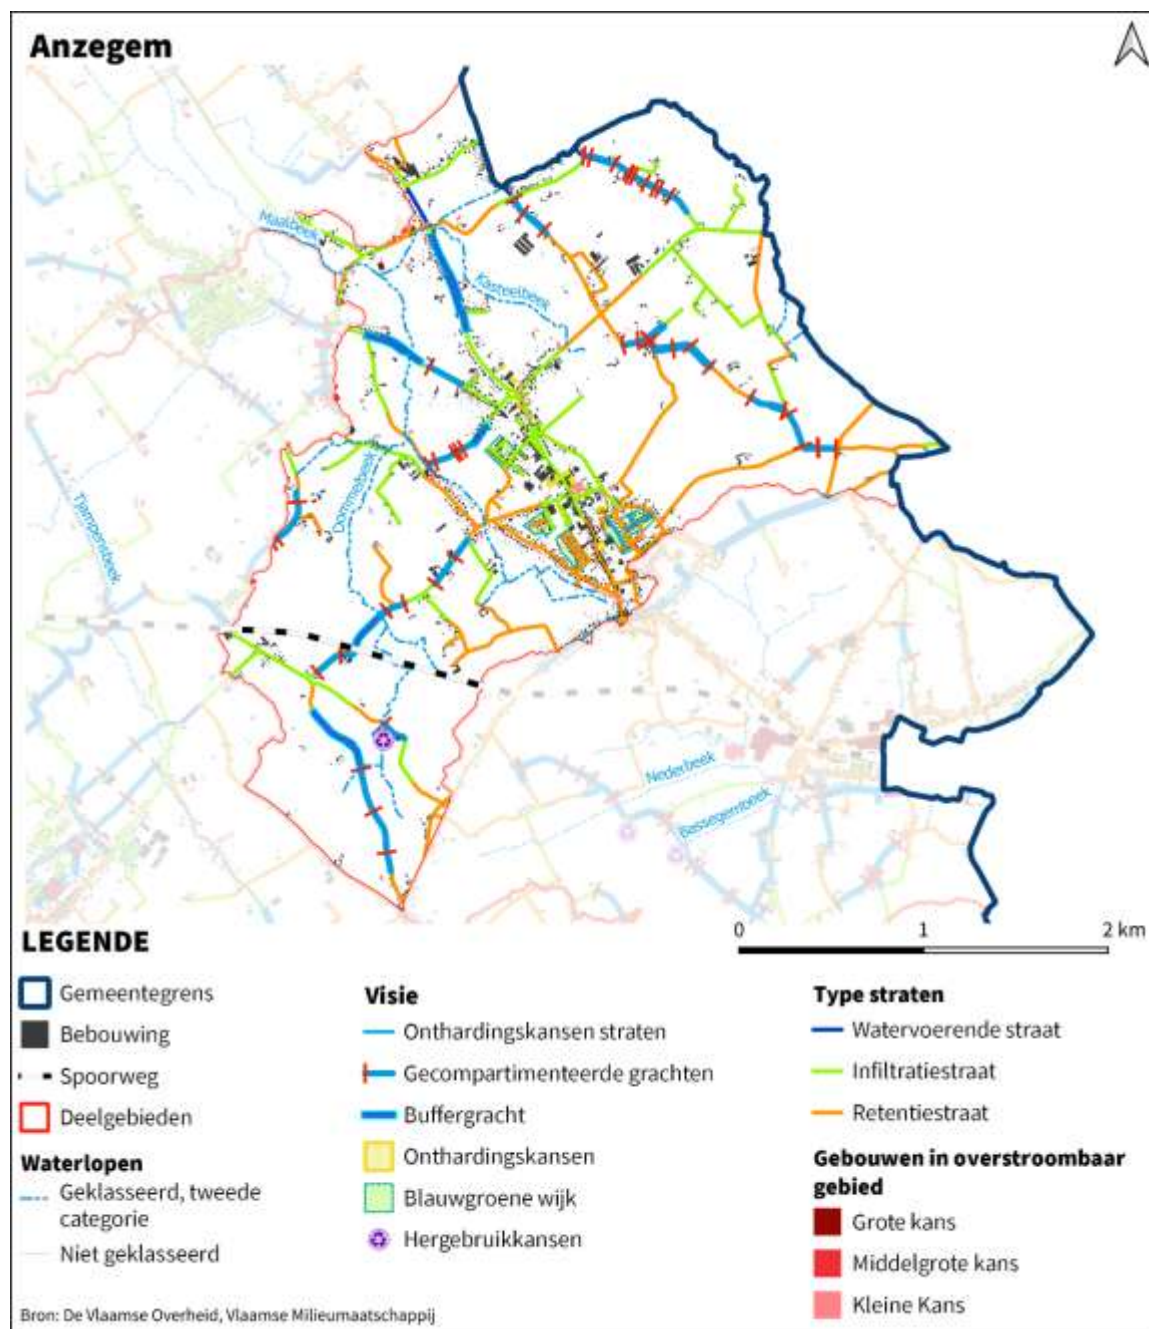 Anzegem
Maalbeek
Kasteelbeek
Dommelbeek
Tjampensbeek
Nederbeek
Bassegembeek
0 1 2 km
LEGENDE
Gemeentegrens
Bebouwing
Spoorweg
Deelgebieden
Waterlopen
Geklasseerd, tweede
categorie
Niet geklasseerd
Visie
Onthardingskansen straten
Gecompartimenteerde grachten
Buffergracht
Onthardingskansen
Blauwgroene wijk
Hergebruikkansen
Type straten
Watervoerende straat
Infiltratiestraat
Retentiestraat
Gebouwen in overstroombaar
gebied
Grote kans
Middelgrote kans
Kleine Kans
Bron: De Vlaamse Overheid, Vlaamse Milieumaatschappij